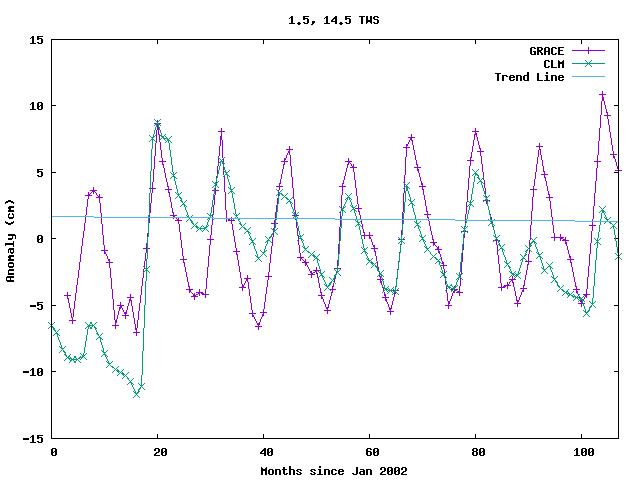 1.5, 14.5 TWS
GRACE
CLM
Trend Line
15
10
5
0
-5
-10
-15
Anomaly (cm)
0 20 40 60 80 100
Months since Jan 2002